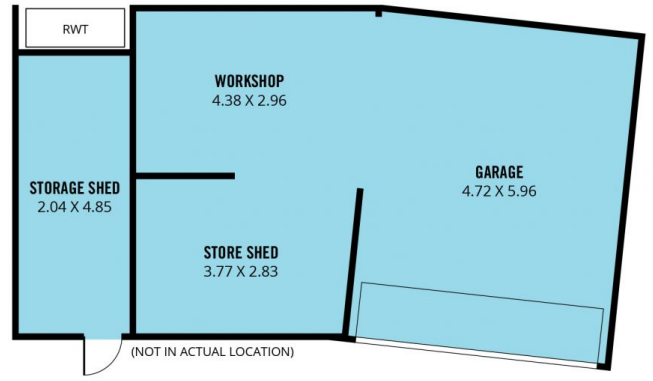 RWT
WORKSHOP
4.38 X 2.96
STORAGE SHED
2.04 X 4.85
GARAGE
4.72 X 5.96
STORE SHED
3.77 X 2.83
(NOT IN ACTUAL LOCATION)